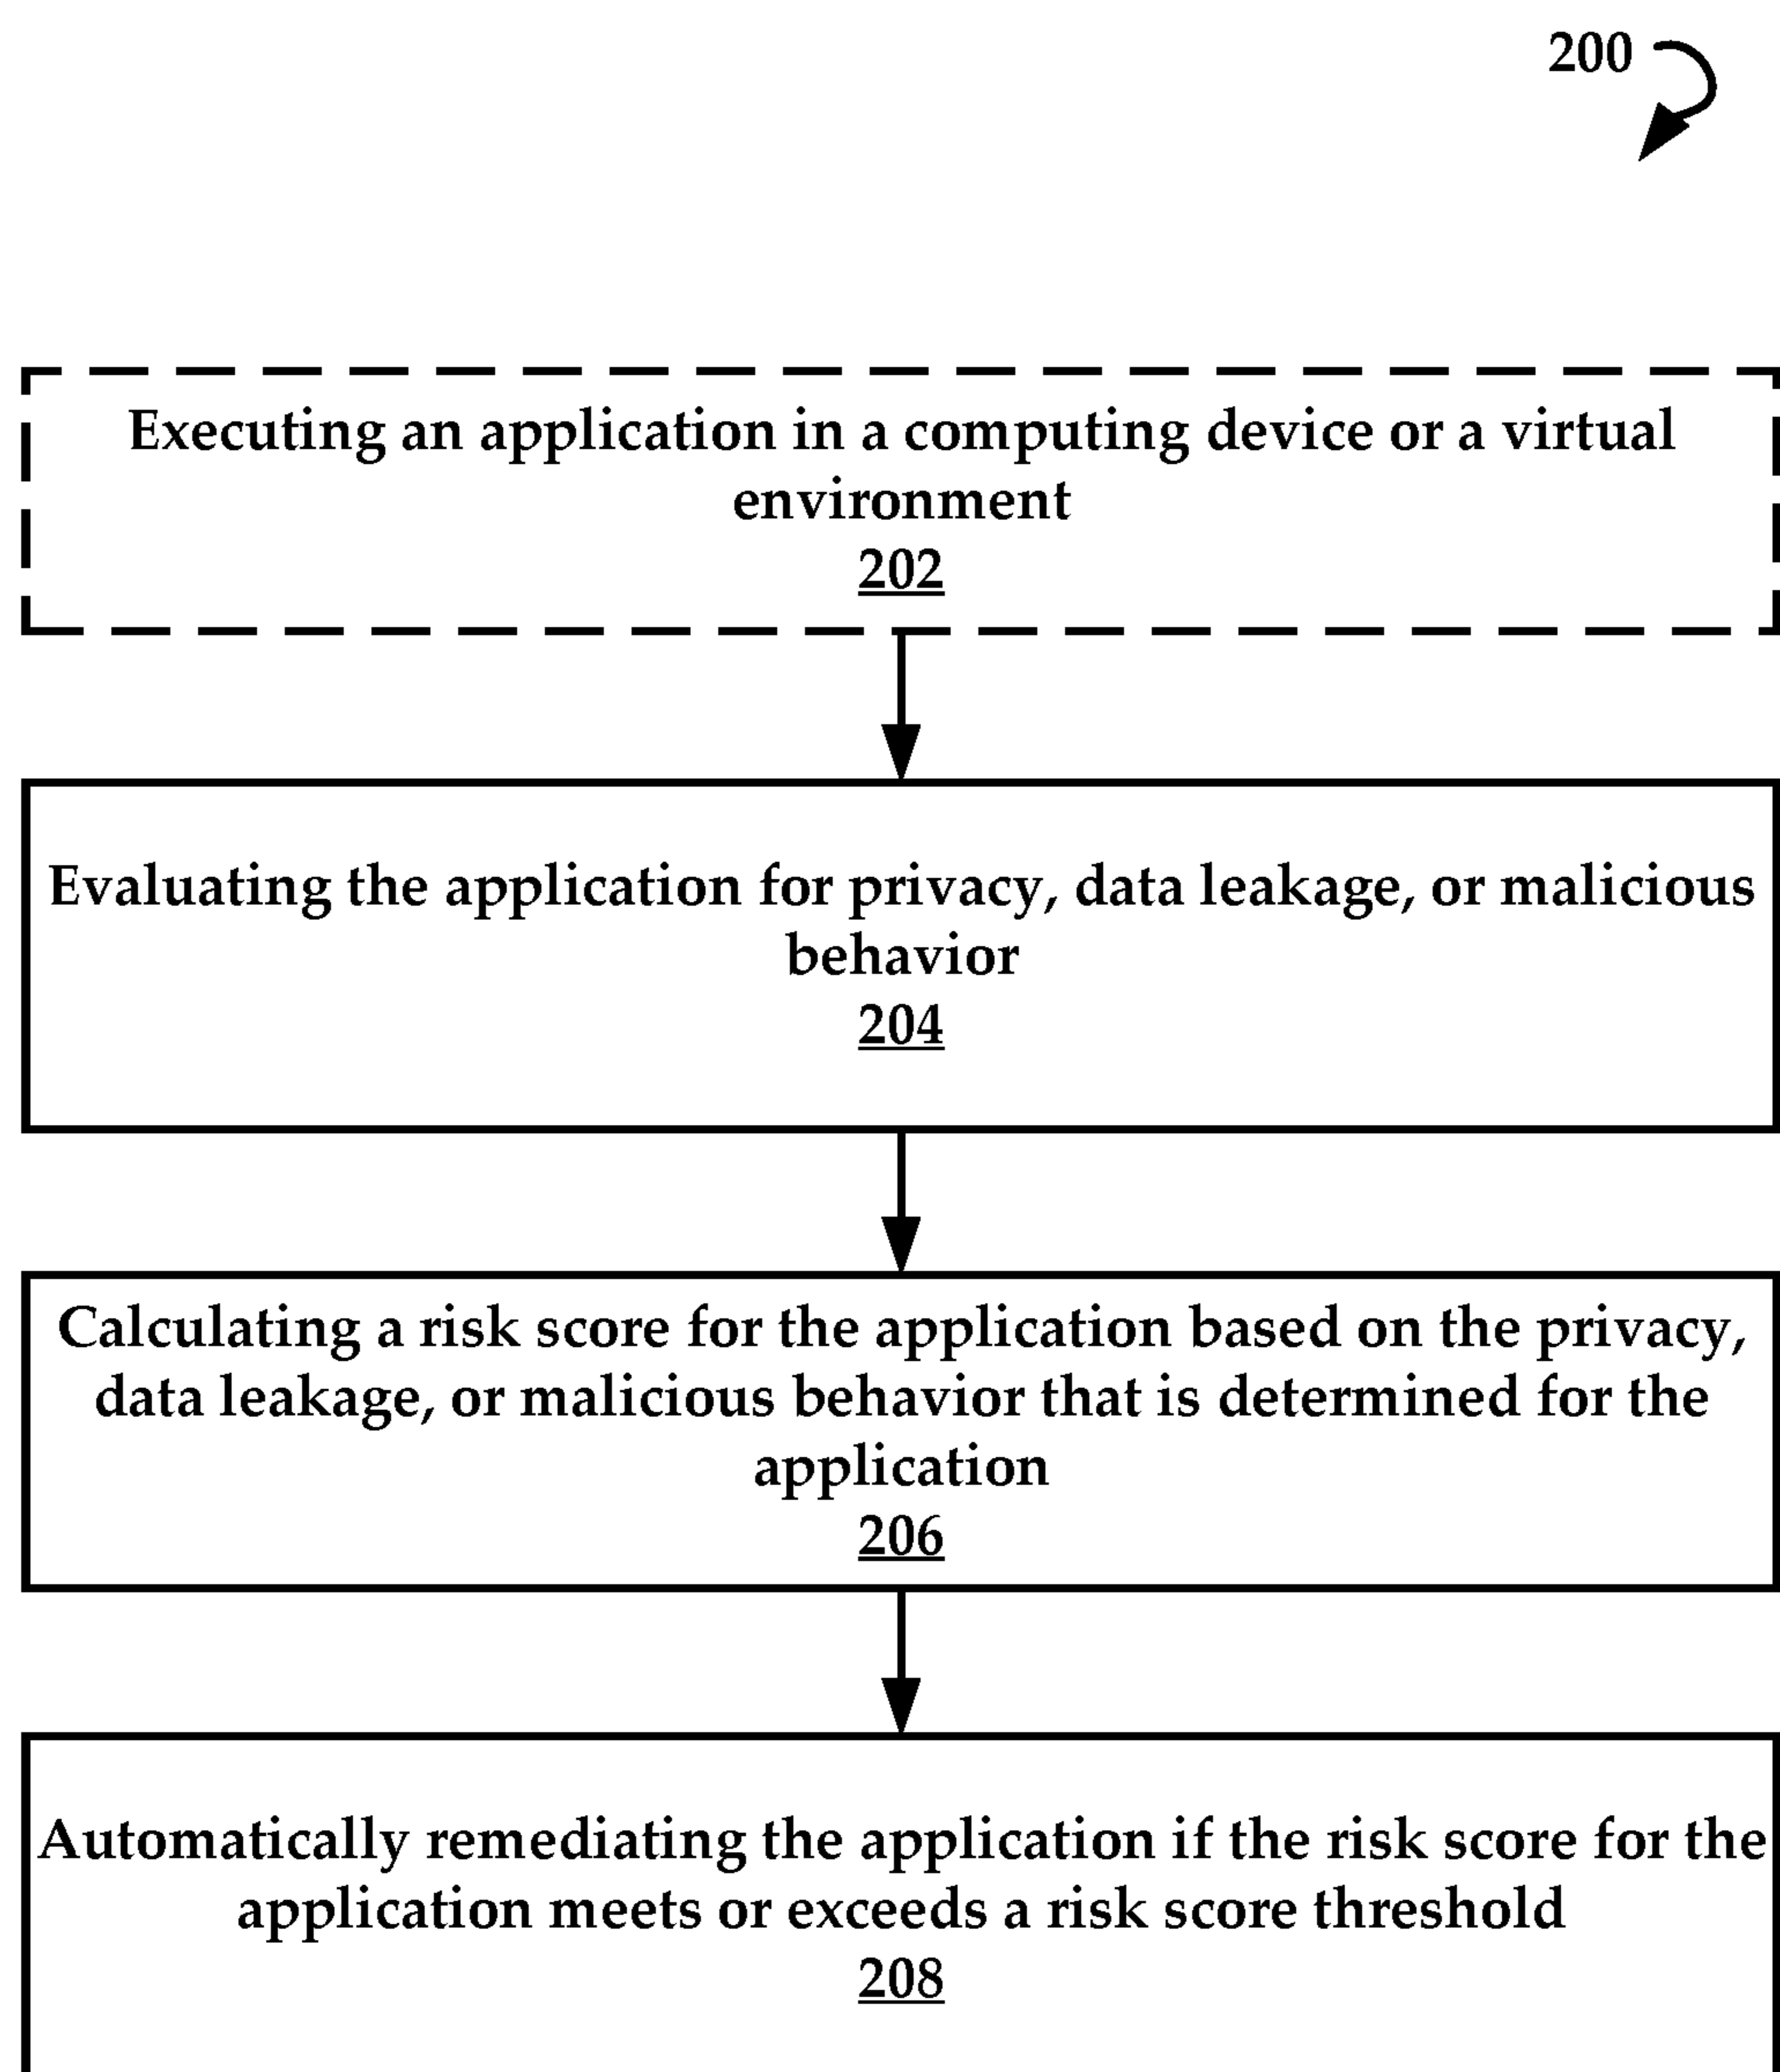 200
Executing an application in a computing device or a virtual
environment
202
Evaluating the application for privacy, data leakage, or malicious
behavior
204
Calculating a risk score for the application based on the privacy,
data leakage, or malicious behavior that is determined for the
application
206
Automatically remediating the application if the risk score for the
application meets or exceeds a risk score threshold
208